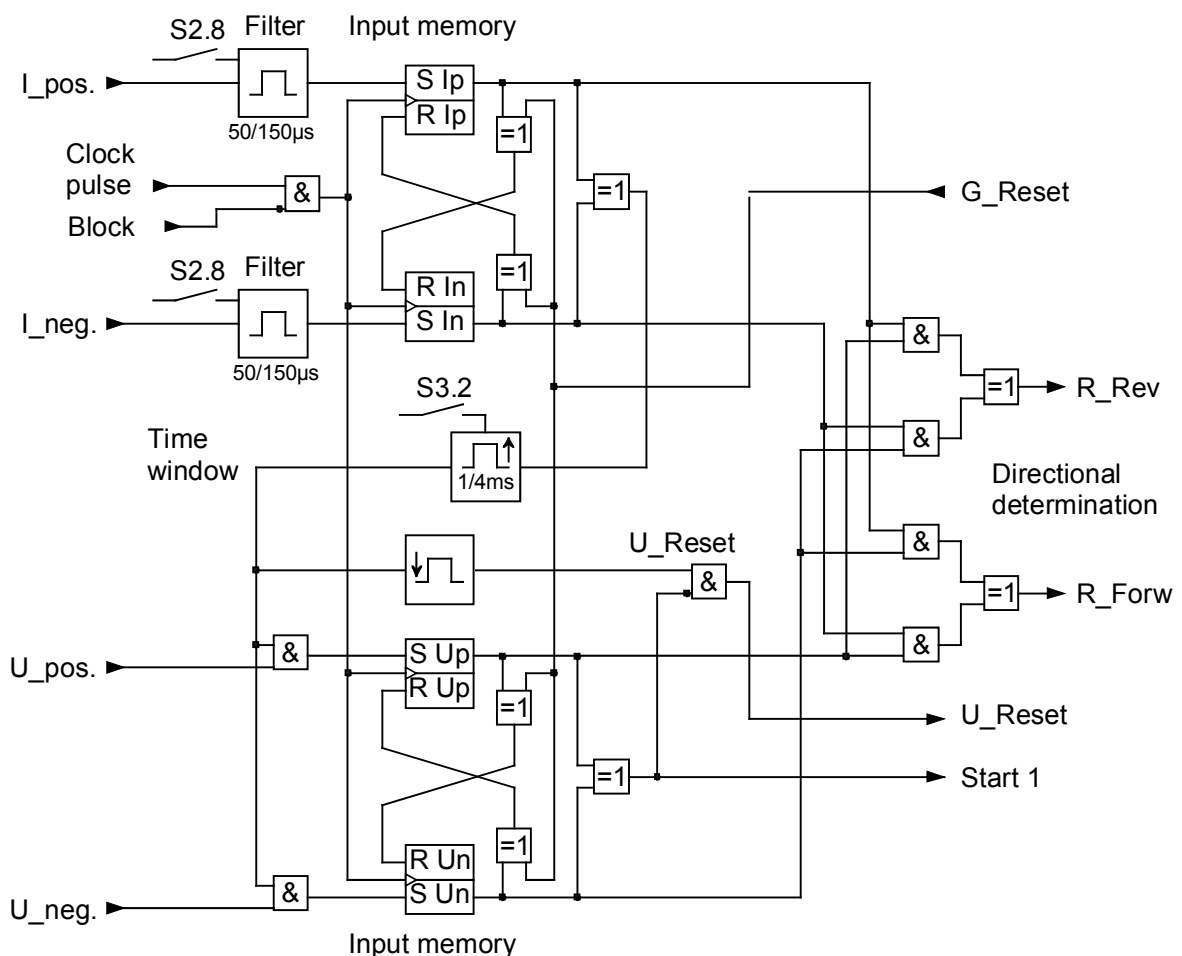 S2.8 Filter Input memory
I_pos.
S Ip
R Ip
50/150µs
=1
Clock
pulse
&
=1
G_Reset
Block
S2.8 Filter
=1
R In
S In
I_neg.
50/150µs
&
=1
R_Rev
S3.2
&
Time
window
1/4ms
Directional
determination
U_Reset
&
&
=1
R_Forw
&
&
U_pos.
S Up
R Up
=1
U_Reset
=1
Start 1
=1
R Un
S Un
&
U_neg.
Input memory